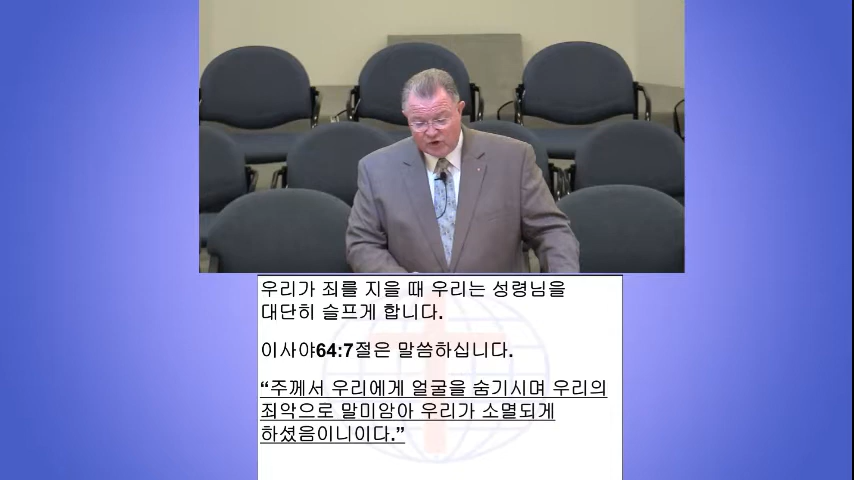 우리가 죄를 지을 때 우리는 성령님을
대단히 슬프게 합니다.
이사야64:7절은 말씀하십니다.
“주께서 우리에게 얼굴을 숨기시며 우리의
죄악으로 말미암아 우리가 소멸되게
하셨음이니이다.”